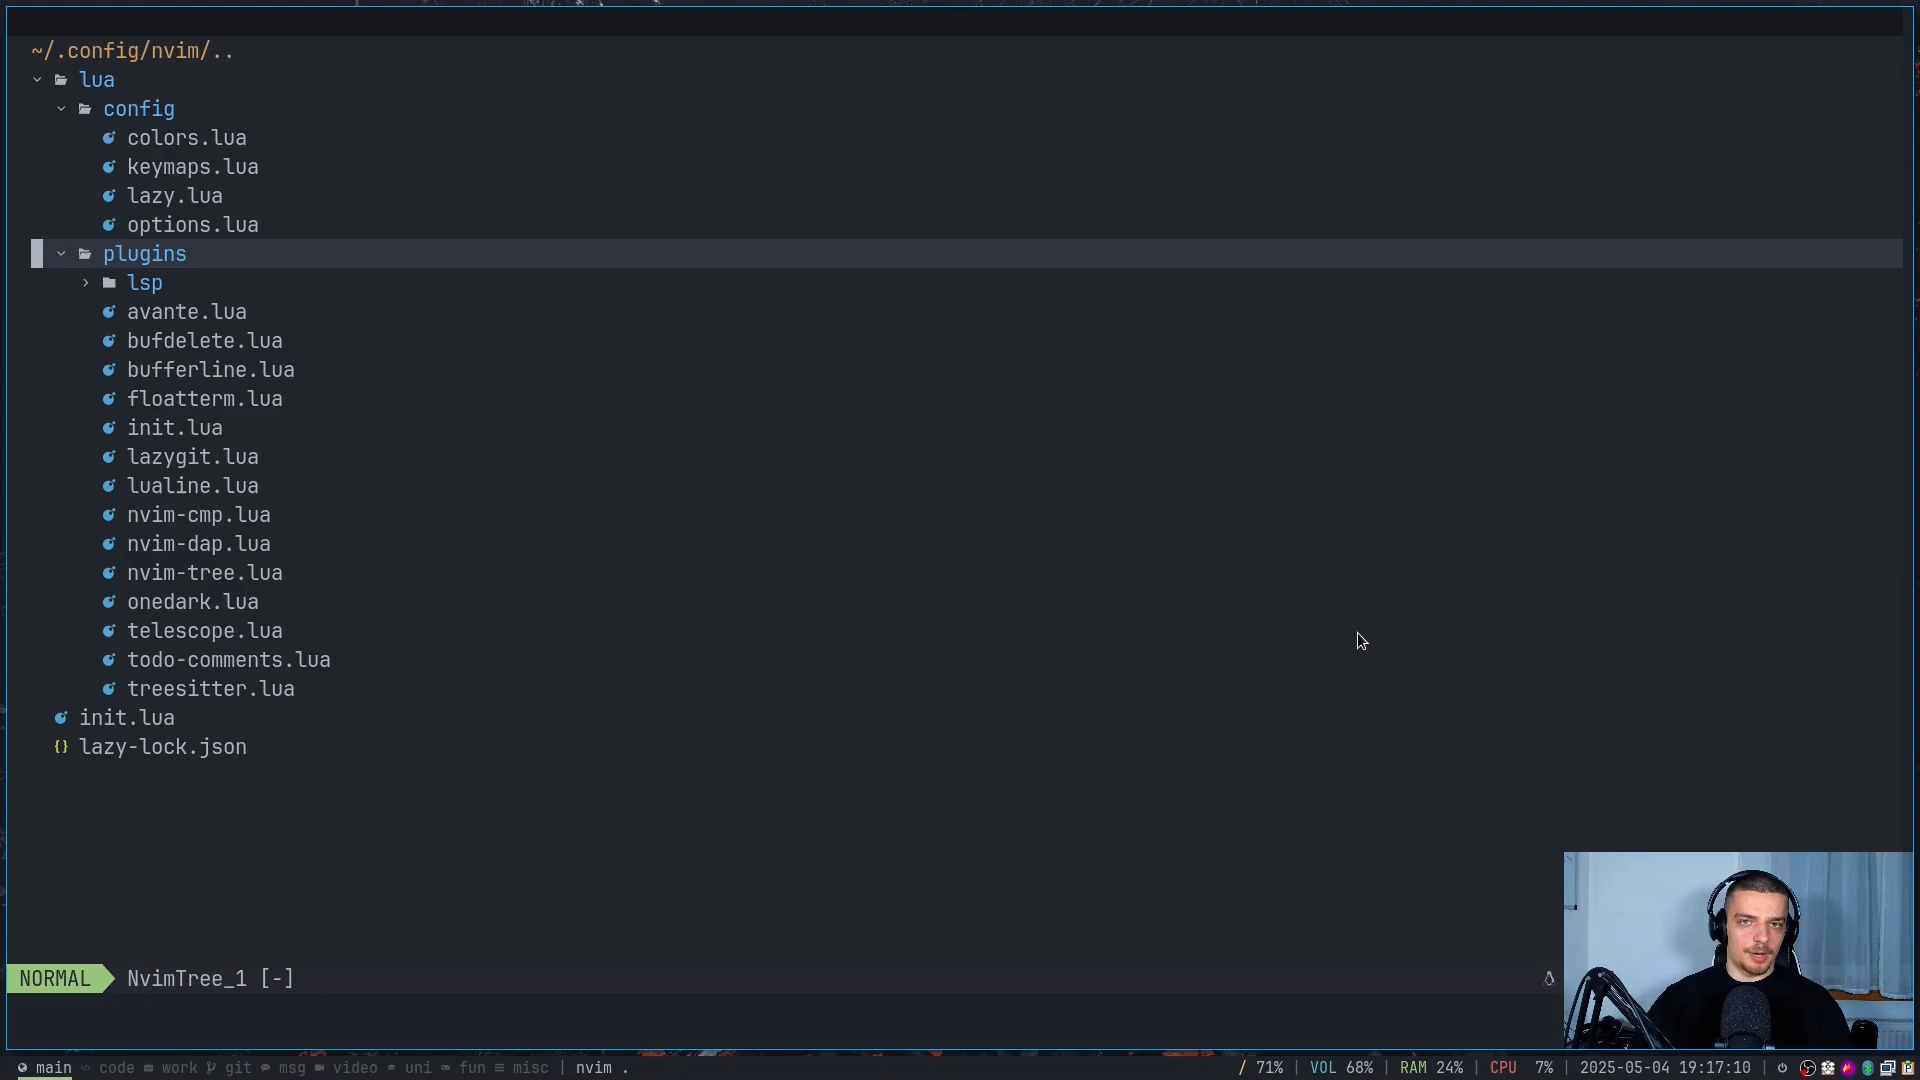 ~/.config/nvim/..
lua
config
colors.lua
keymaps.lua
lazy.lua
options.lua
plugins
lsp
avante.lua
bufdelete.lua
bufferline.lua
floatterm.lua
init.lua
lazygit.lua
lualine.lua
nvim-cmp.lua
nvim-dap.lua
nvim-tree.lua
onedark.lua
telescope.lua
todo-comments.lua
treesitter.lua
init.lua
{} lazy-lock.json
NORMAL NvimTree_1 [-]
main code work git msg video uni fun misc | nvim . / 71% | VOL 68% | RAM 24% | CPU 7% | 2025-05-04 19:17:10 |